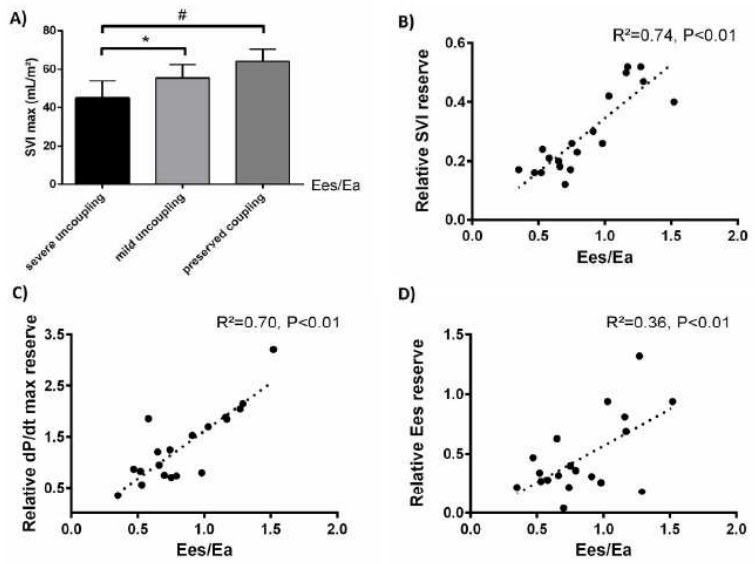 A)
#
*
SVI max (mL/m²)
80
60
40
20
0
Ees/Ea
severe uncoupling
mild uncoupling
preserved coupling
B)
R²=0.74, P<0.01
Relative SVI reserve
0.6
0.4
0.2
0.0
0.0 0.5 1.0 1.5 2.0
Ees/Ea
C)
R²=0.70, P<0.01
Relative dP/dt max reserve
3.5
2.5
1.5
0.5
0.0 0.5 1.0 1.5 2.0
Ees/Ea
D)
R²=0.36, P<0.01
Relative Ees reserve
1.5
1.0
0.5
0.0
0.0 0.5 1.0 1.5 2.0
Ees/Ea